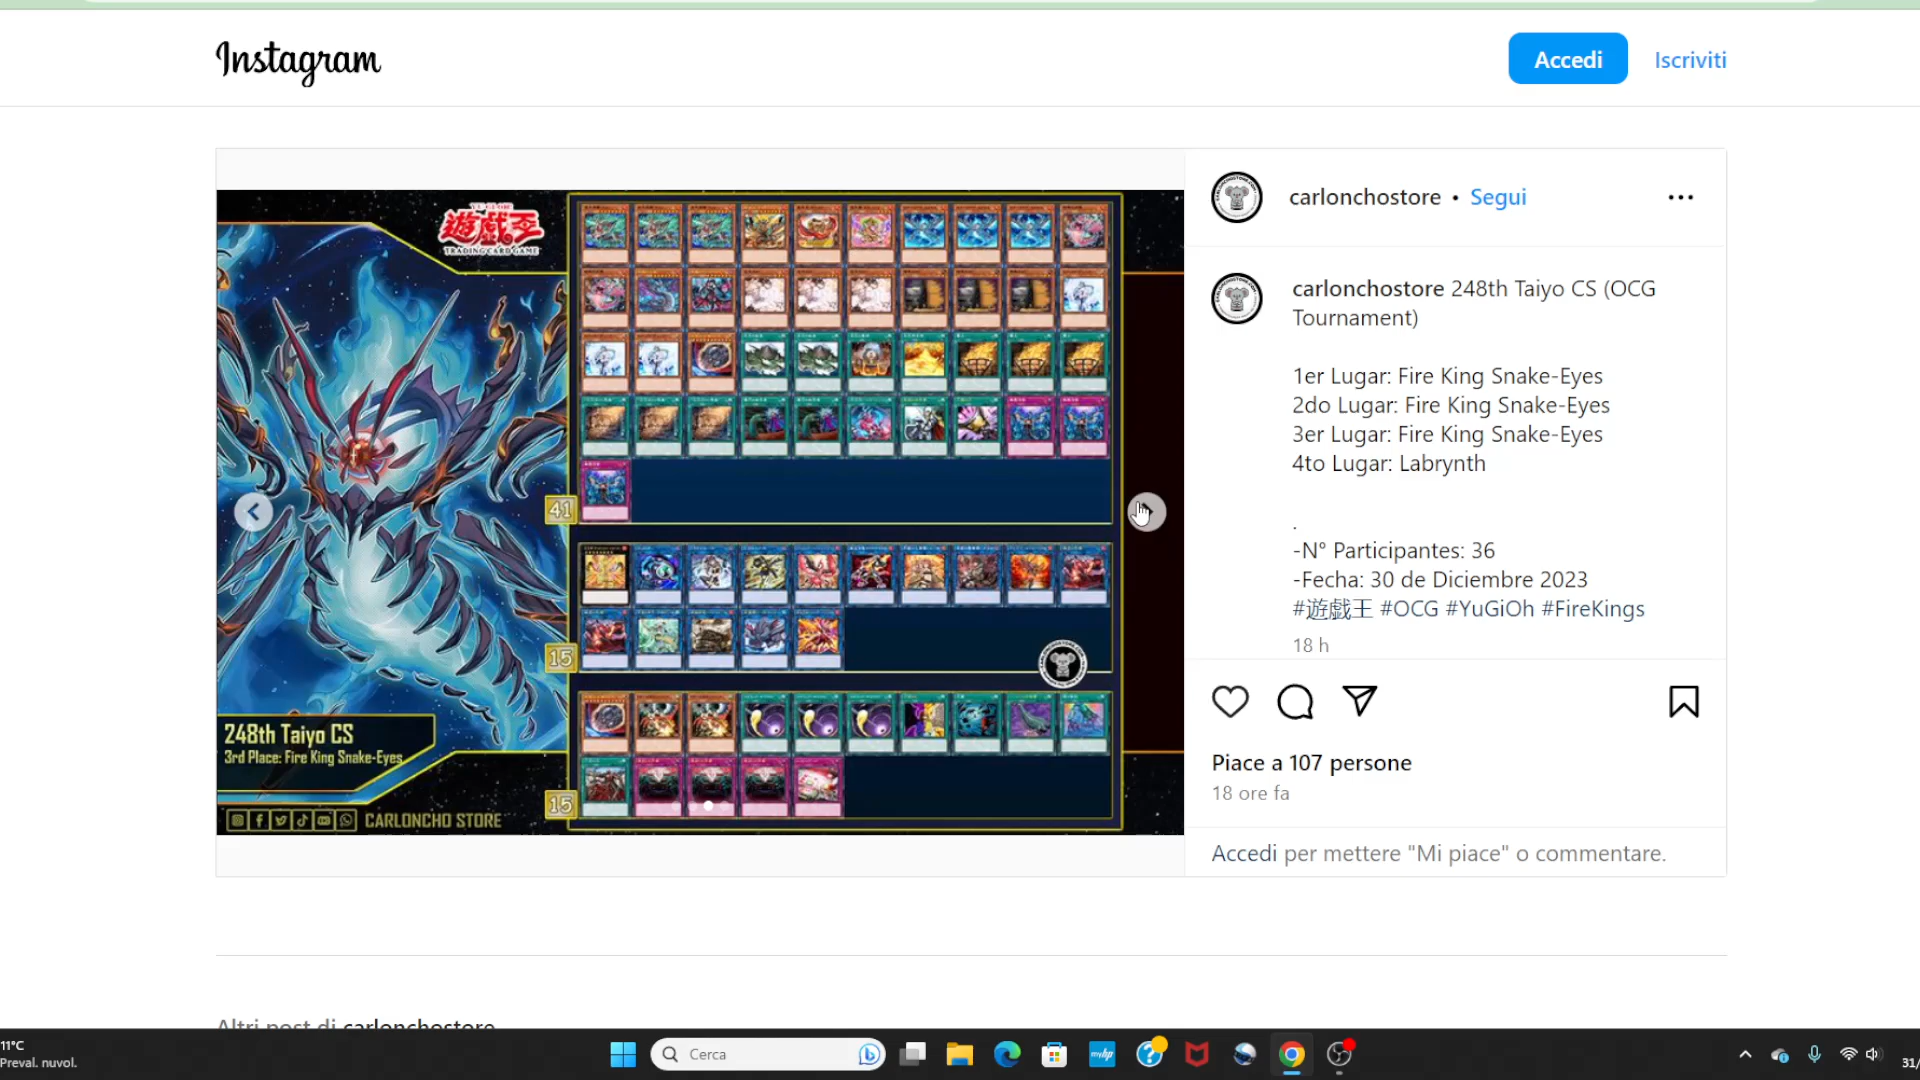 Instagram
Accedi
Iscriviti
carlonchostore • Segui
carlonchostore 248th Taiyo CS (OCG
Tournament)
1er Lugar: Fire King Snake-Eyes
2do Lugar: Fire King Snake-Eyes
3er Lugar: Fire King Snake-Eyes
4to Lugar: Labrynth
.
-N° Participantes: 36
-Fecha: 30 de Diciembre 2023
#遊戯王 #OCG #YuGiOh #FireKings
18 h
Piace a 107 persone
18 ore fa
Accedi per mettere "Mi piace" o commentare.
遊戯王
TRADING CARD GAME
41
15
15
248th Taiyo CS
3rd Place: Fire King Snake-Eyes
CARLONCHO STORE
Altri post di carlonchostore
11°C
Preval. nuvol.
Cerca
myhp
31/